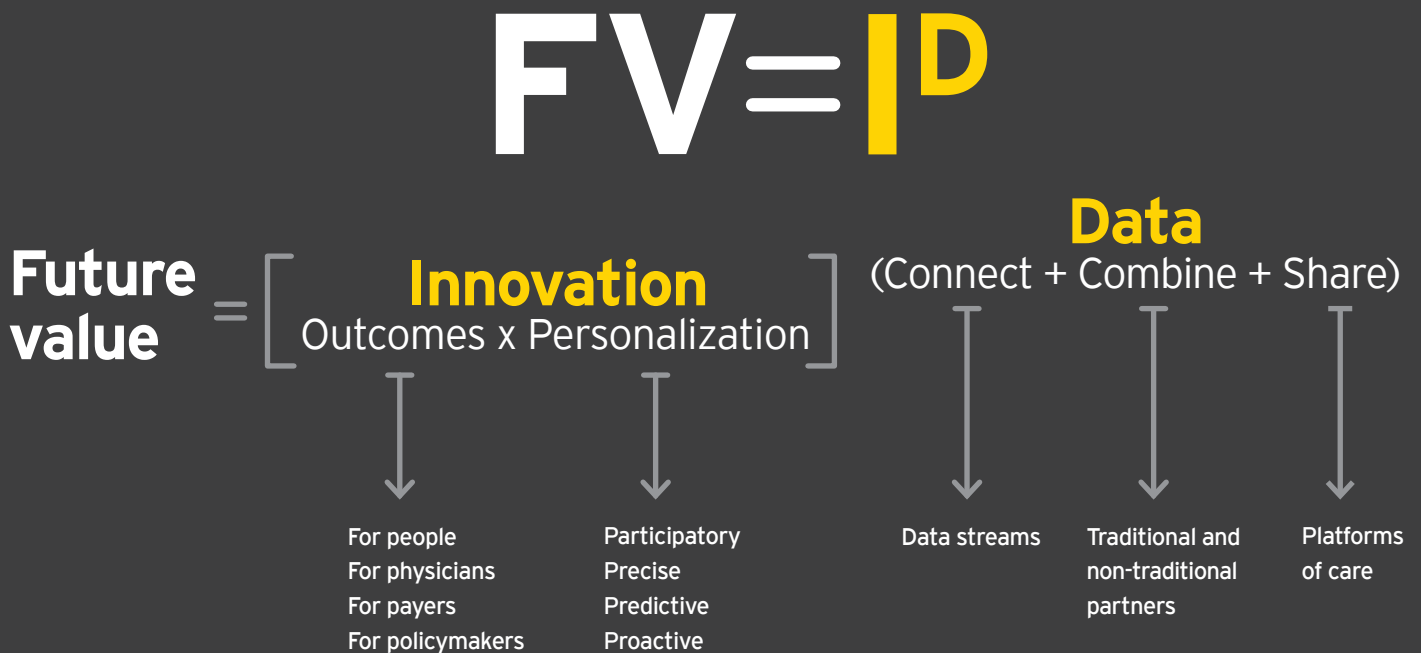 FV=I^D
Data
Future
value
=
[
Innovation
]
(Connect + Combine + Share)
Outcomes x Personalization
For people
For physicians
For payers
For policymakers
Participatory
Precise
Predictive
Proactive
Data streams
Traditional and
non-traditional
partners
Platforms
of care